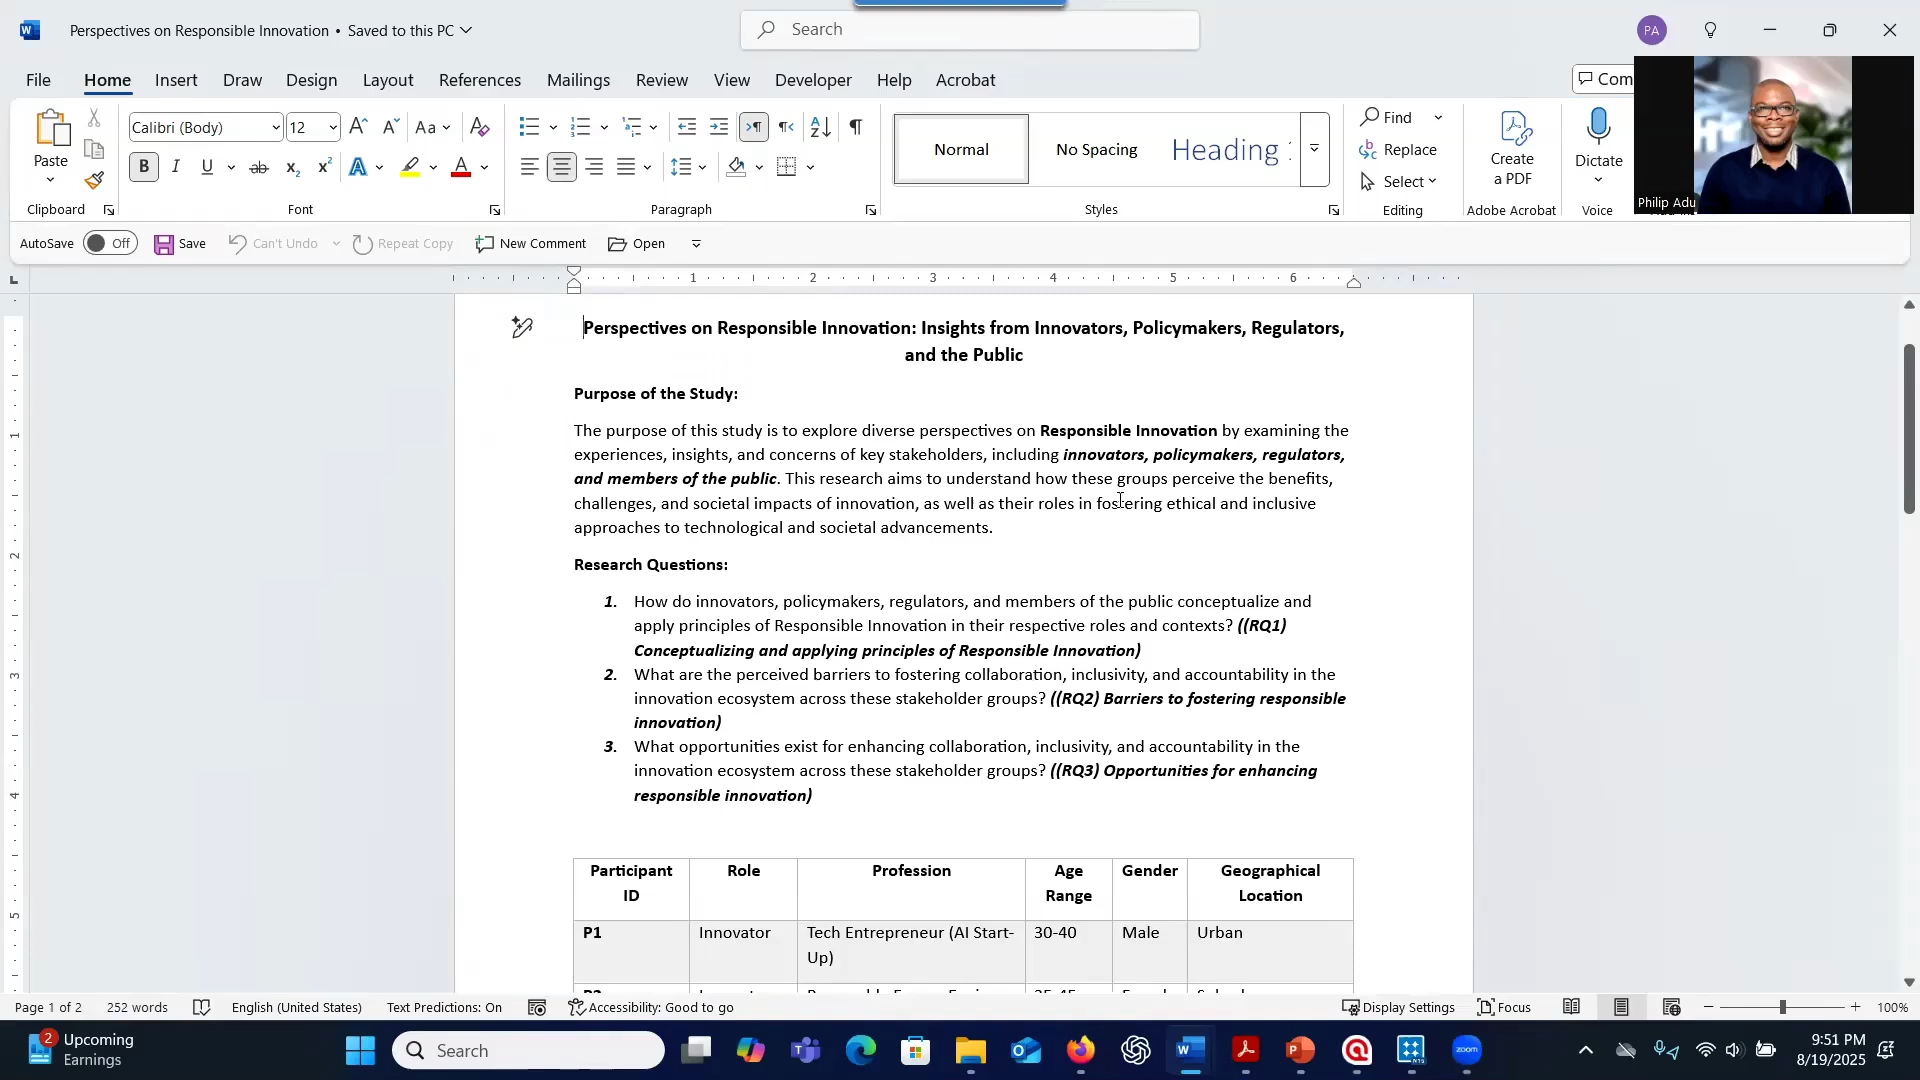 Perspectives on Responsible Innovation • Saved to this PC
Search
PA
File Home Insert Draw Design Layout References Mailings Review View Developer Help Acrobat
Com
Paste
Calibri (Body) 12
Aa
Normal
No Spacing
Heading
Find
Replace
Select
Create
a PDF
Dictate
Philip Adu
Clipboard Font Paragraph Styles Editing Adobe Acrobat Voice
AutoSave Off Save Can't Undo Repeat Copy New Comment Open
1 2 3 4 5 6
Perspectives on Responsible Innovation: Insights from Innovators, Policymakers, Regulators,
and the Public
Purpose of the Study:
The purpose of this study is to explore diverse perspectives on Responsible Innovation by examining the
experiences, insights, and concerns of key stakeholders, including innovators, policymakers, regulators,
and members of the public. This research aims to understand how these groups perceive the benefits,
challenges, and societal impacts of innovation, as well as their roles in fostering ethical and inclusive
approaches to technological and societal advancements.
Research Questions:
1. How do innovators, policymakers, regulators, and members of the public conceptualize and
apply principles of Responsible Innovation in their respective roles and contexts? ((RQ1)
Conceptualizing and applying principles of Responsible Innovation)
2. What are the perceived barriers to fostering collaboration, inclusivity, and accountability in the
innovation ecosystem across these stakeholder groups? ((RQ2) Barriers to fostering responsible
innovation)
3. What opportunities exist for enhancing collaboration, inclusivity, and accountability in the
innovation ecosystem across these stakeholder groups? ((RQ3) Opportunities for enhancing
responsible innovation)
Participant ID Role Profession Age Range Gender Geographical Location
P1 Innovator Tech Entrepreneur (AI Start-Up) 30-40 Male Urban
Page 1 of 2 252 words English (United States) Text Predictions: On Accessibility: Good to go Display Settings Focus 100%
2 Upcoming
Earnings
Search
zoom
9:51 PM
8/19/2025